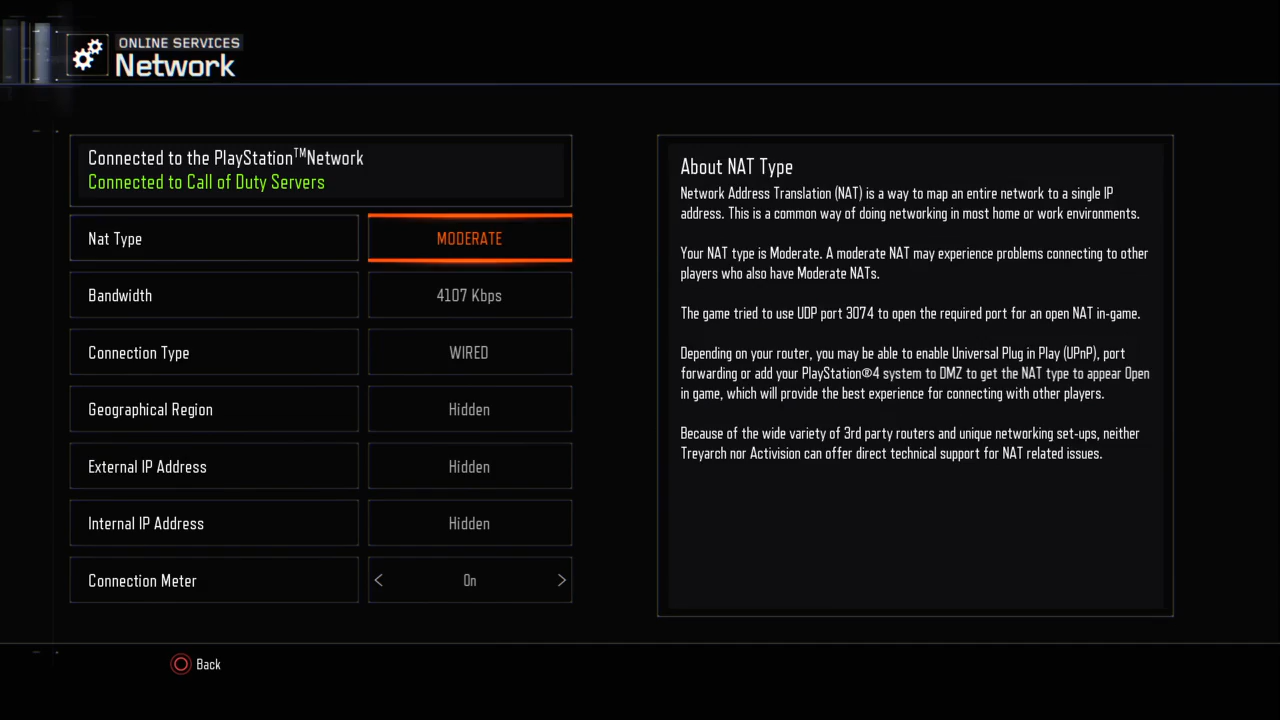 ONLINE SERVICES
Network
Connected to the PlayStation™Network
Connected to Call of Duty Servers
Nat Type
MODERATE
Bandwidth
4107 Kbps
Connection Type
WIRED
Geographical Region
Hidden
External IP Address
Hidden
Internal IP Address
Hidden
Connection Meter
< On >
About NAT Type
Network Address Translation (NAT) is a way to map an entire network to a single IP
address. This is a common way of doing networking in most home or work environments.
Your NAT type is Moderate. A moderate NAT may experience problems connecting to other
players who also have Moderate NATs.
The game tried to use UDP port 3074 to open the required port for an open NAT in-game.
Depending on your router, you may be able to enable Universal Plug in Play (UPnP), port
forwarding or add your PlayStation®4 system to DMZ to get the NAT type to appear Open
in game, which will provide the best experience for connecting with other players.
Because of the wide variety of 3rd party routers and unique networking set-ups, neither
Treyarch nor Activision can offer direct technical support for NAT related issues.
Back